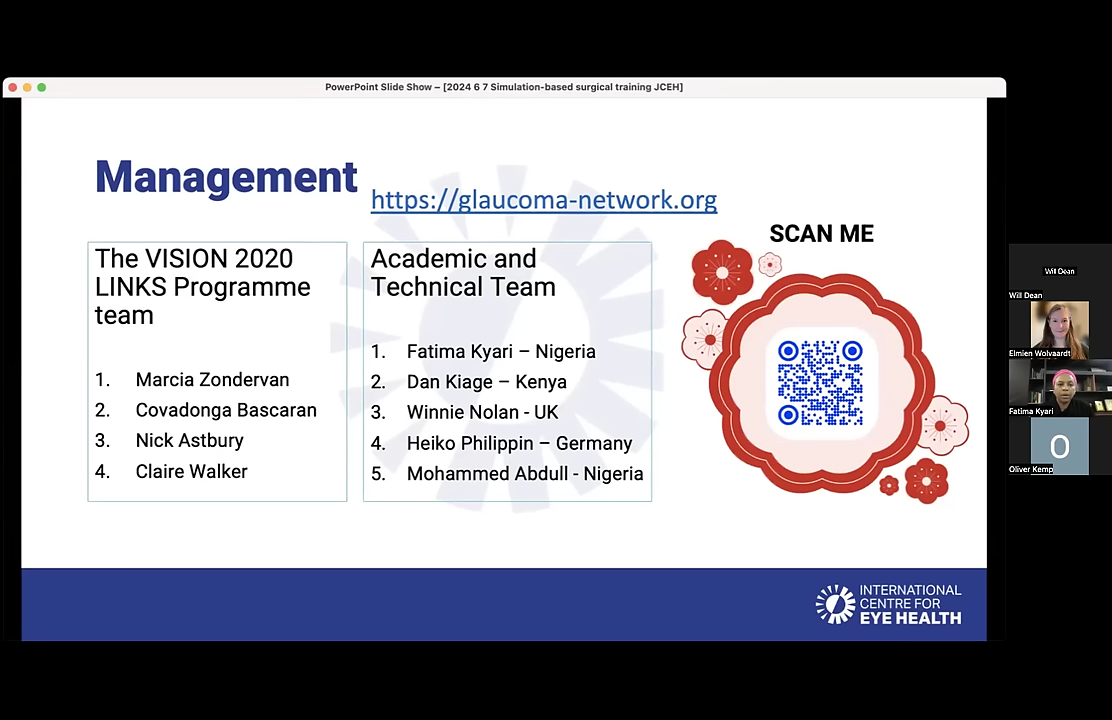 PowerPoint Slide Show – [2024 6 7 Simulation-based surgical training JCEH]
Management
https://glaucoma-network.org
SCAN ME
The VISION 2020
LINKS Programme
team
1. Marcia Zondervan
2. Covadonga Bascaran
3. Nick Astbury
4. Claire Walker
Academic and
Technical Team
1. Fatima Kyari – Nigeria
2. Dan Kiage – Kenya
3. Winnie Nolan - UK
4. Heiko Philippin – Germany
5. Mohammed Abdull - Nigeria
INTERNATIONAL
CENTRE FOR
EYE HEALTH
Will Dean
Will Dean
Elmien Wolvaardt
Fatima Kyari
O
Oliver Kemp